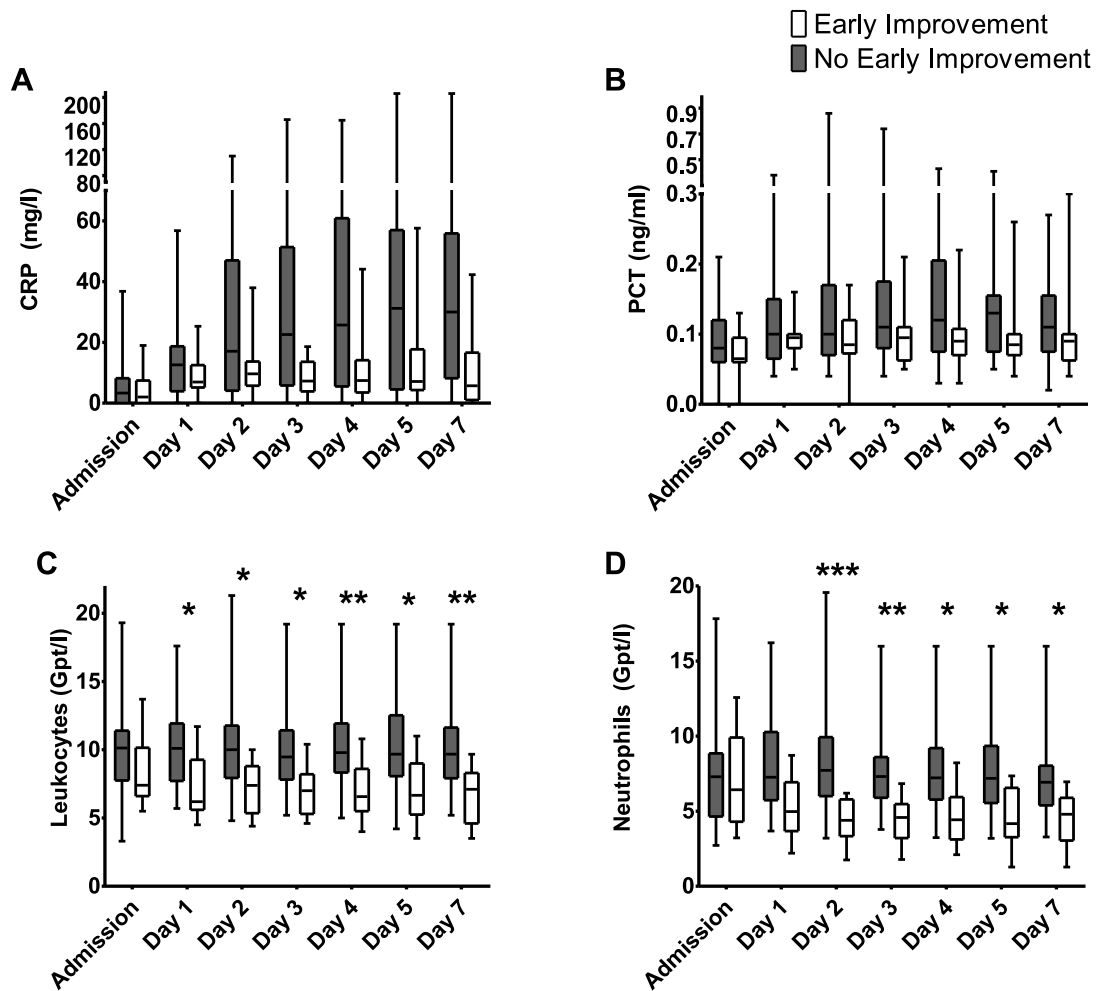 Early Improvement
No Early Improvement
A
CRP (mg/l)
200
160
120
80
60
40
20
0
Admission
Day 1
Day 2
Day 3
Day 4
Day 5
Day 7
B
PCT (ng/ml)
0.9
0.7
0.5
0.3
0.2
0.1
0.0
Admission
Day 1
Day 2
Day 3
Day 4
Day 5
Day 7
C
Leukocytes (Gpt/l)
20
15
10
5
0
* * * ** * **
Admission
Day 1
Day 2
Day 3
Day 4
Day 5
Day 7
D
Neutrophils (Gpt/l)
20
15
10
5
0
*** ** * * *
Admission
Day 1
Day 2
Day 3
Day 4
Day 5
Day 7